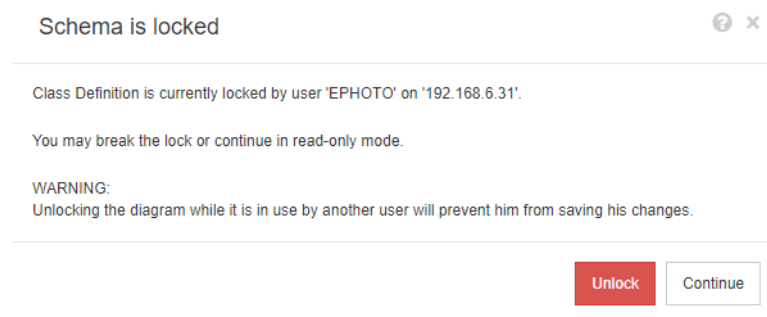 Schema is locked
Class Definition is currently locked by user 'EPHOTO' on '192.168.6.31'.
You may break the lock or continue in read-only mode.
WARNING:
Unlocking the diagram while it is in use by another user will prevent him from saving his changes.
Unlock Continue